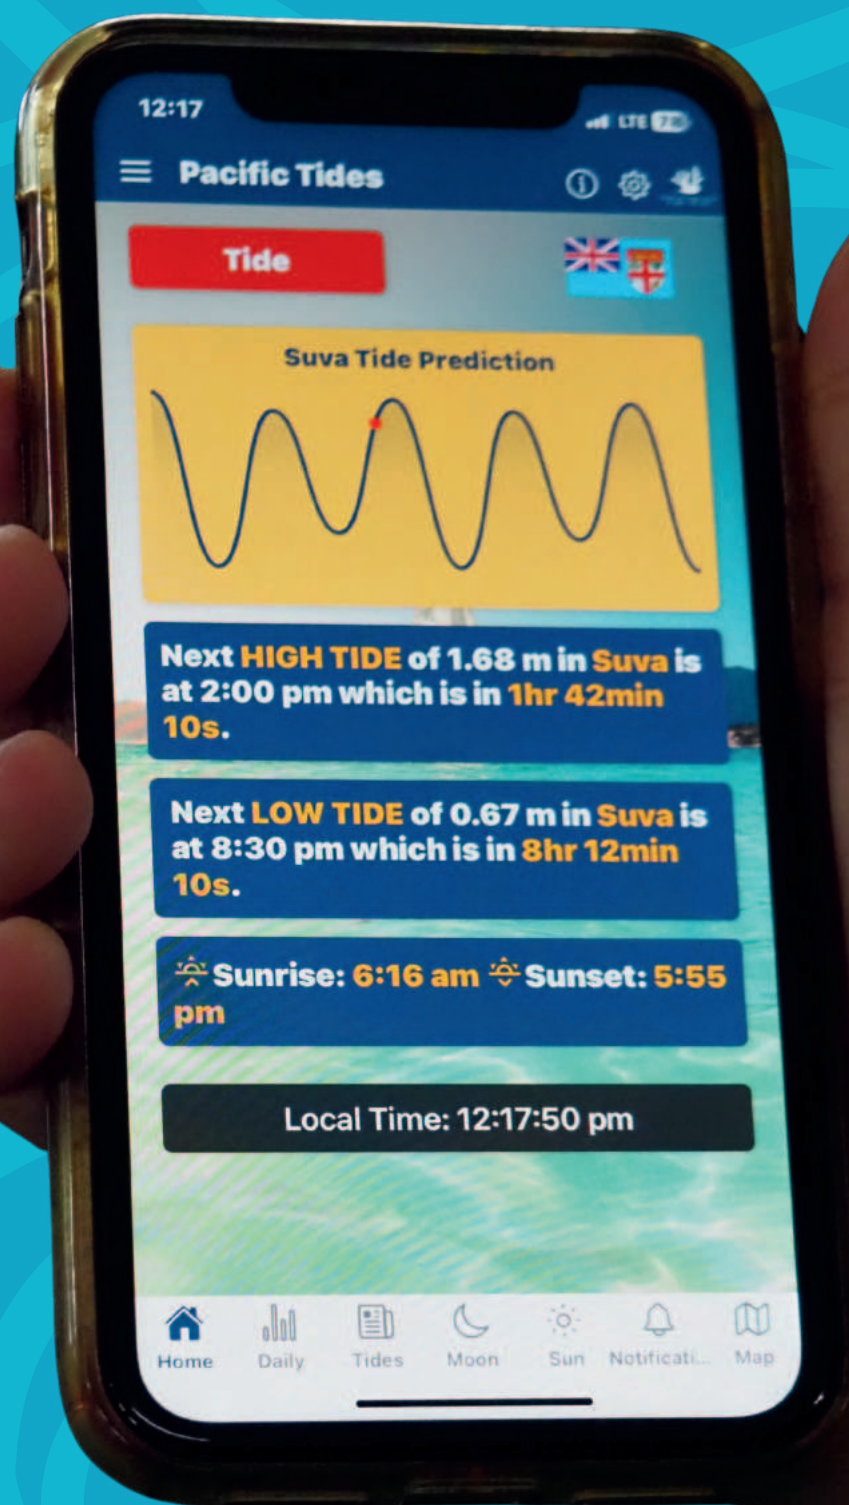 12:17
LTE
Pacific Tides
Tide
Suva Tide Prediction
Next HIGH TIDE of 1.68 m in Suva is
at 2:00 pm which is in 1hr 42min
10s.
Next LOW TIDE of 0.67 m in Suva is
at 8:30 pm which is in 8hr 12min
10s.
Sunrise: 6:16 am Sunset: 5:55
pm
Local Time: 12:17:50 pm
Home Daily Tides Moon Sun Notificati... Map